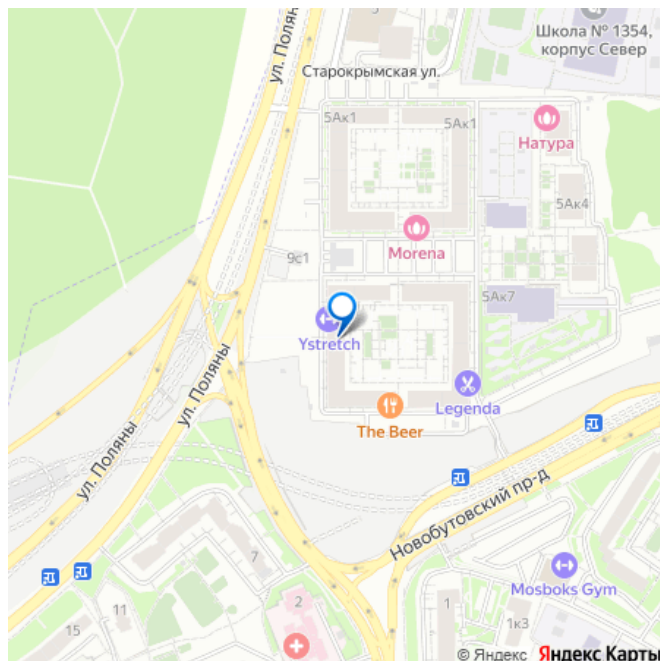 3
ул. Поляны
Школа № 1354,
корпус Север
Старокрымская ул.
5Ак1
5Ак1
Натура
5Ак4
Morena
9с1
5Ак7
Ystretch
ул. Поляны
Legenda
The Beer
ул. Поляны
Новобутовский пр-д
7
Mosboks Gym
2
1
11
1к3
15
© Яндекс Яндекс Карты